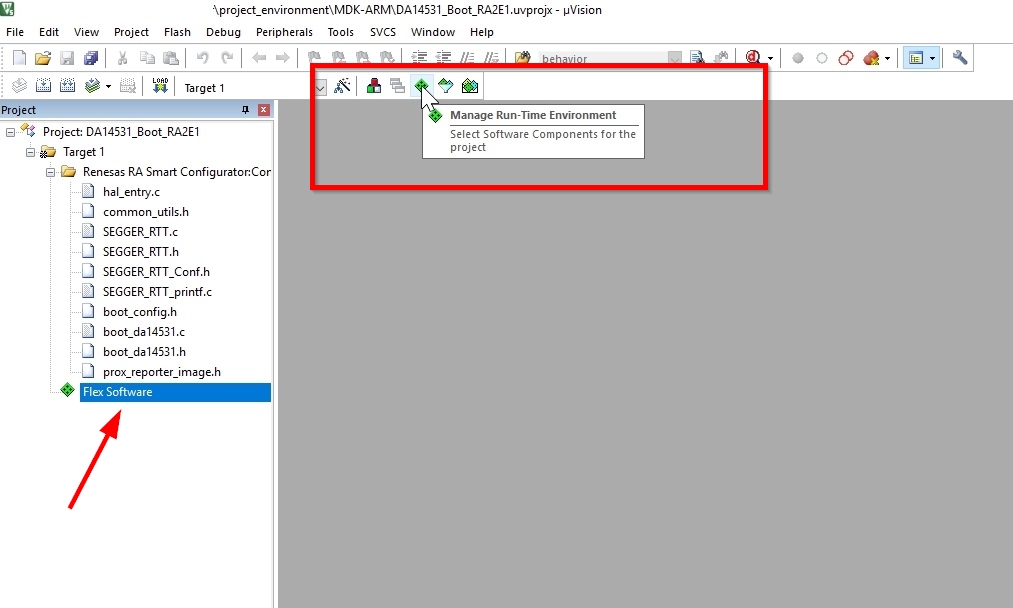 \project_environment\MDK-ARM\DA14531_Boot_RA2E1.uvprojx - µVision
File Edit View Project Flash Debug Peripherals Tools SVCS Window Help
behavior
LOAD
Target 1
Manage Run-Time Environment
Select Software Components for the
project
Project
Project: DA14531_Boot_RA2E1
Target 1
Renesas RA Smart Configurator:Con
hal_entry.c
common_utils.h
SEGGER_RTT.c
SEGGER_RTT.h
SEGGER_RTT_Conf.h
SEGGER_RTT_printf.c
boot_config.h
boot_da14531.c
boot_da14531.h
prox_reporter_image.h
Flex Software